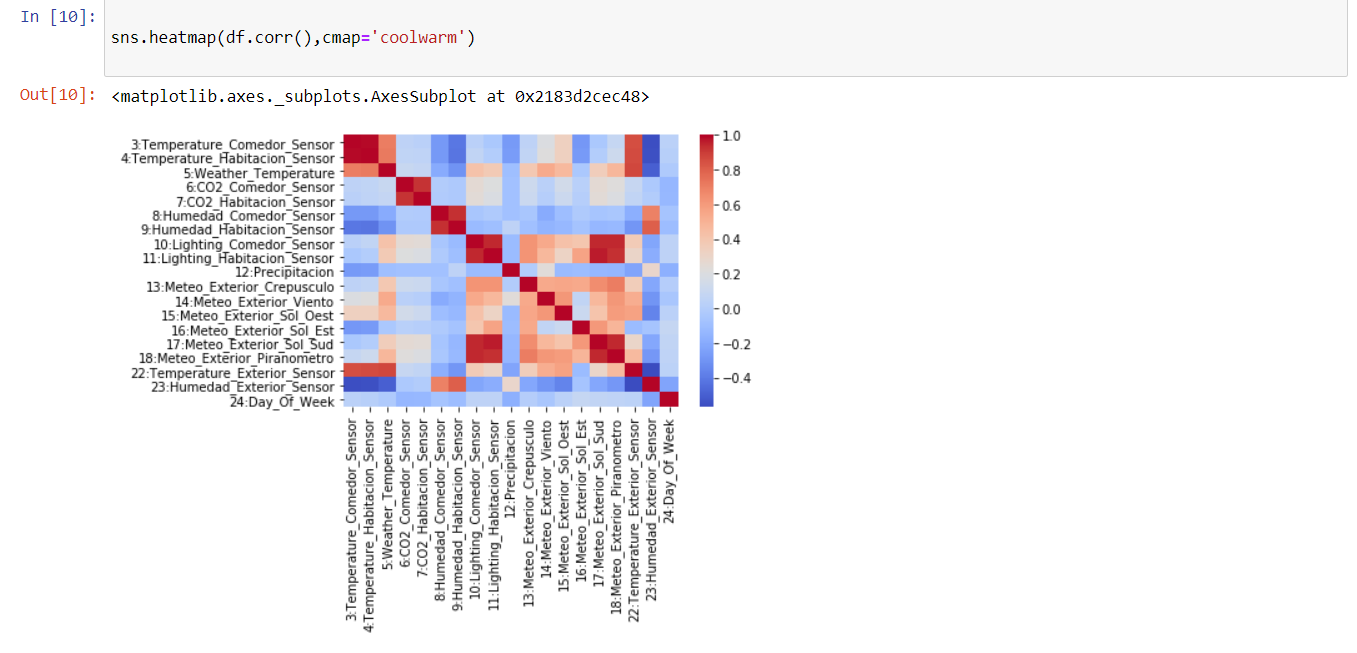 In [10]:
sns.heatmap(df.corr(),cmap='coolwarm')
Out[10]: <matplotlib.axes._subplots.AxesSubplot at 0x2183d2cec48>
3:Temperature_Comedor_Sensor
4:Temperature_Habitacion_Sensor
5:Weather_Temperature
6:CO2_Comedor_Sensor
7:CO2_Habitacion_Sensor
8:Humedad_Comedor_Sensor
9:Humedad_Habitacion_Sensor
10:Lighting_Comedor_Sensor
11:Lighting_Habitacion_Sensor
12:Precipitacion
13:Meteo_Exterior_Crepusculo
14:Meteo_Exterior_Viento
15:Meteo_Exterior_Sol_Oest
16:Meteo_Exterior_Sol_Est
17:Meteo_Exterior_Sol_Sud
18:Meteo_Exterior_Piranometro
22:Temperature_Exterior_Sensor
23:Humedad_Exterior_Sensor
24:Day_Of_Week
1.0
0.8
0.6
0.4
0.2
0.0
−0.2
−0.4
3:Temperature_Comedor_Sensor
4:Temperature_Habitacion_Sensor
5:Weather_Temperature
6:CO2_Comedor_Sensor
7:CO2_Habitacion_Sensor
8:Humedad_Comedor_Sensor
9:Humedad_Habitacion_Sensor
10:Lighting_Comedor_Sensor
11:Lighting_Habitacion_Sensor
12:Precipitacion
13:Meteo_Exterior_Crepusculo
14:Meteo_Exterior_Viento
15:Meteo_Exterior_Sol_Oest
16:Meteo_Exterior_Sol_Est
17:Meteo_Exterior_Sol_Sud
18:Meteo_Exterior_Piranometro
22:Temperature_Exterior_Sensor
23:Humedad_Exterior_Sensor
24:Day_Of_Week